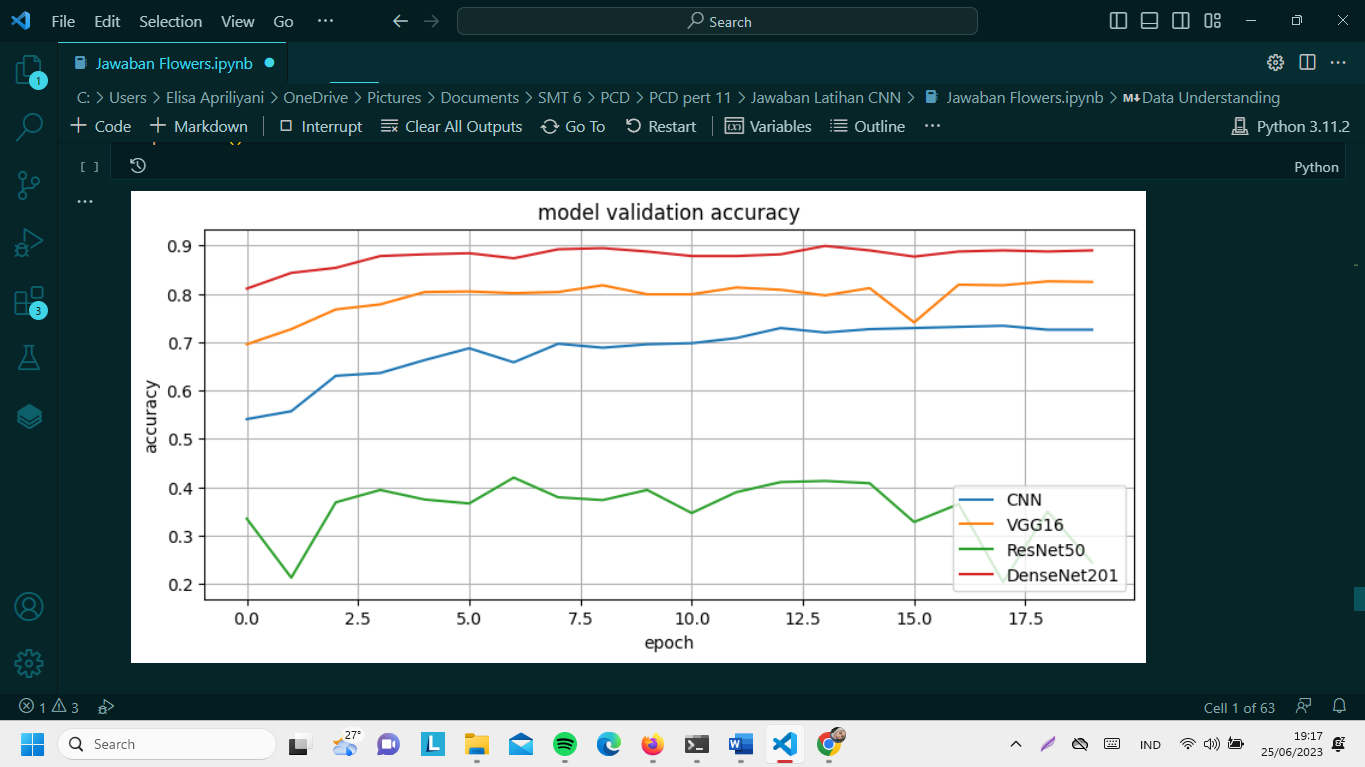 File Edit Selection View Go ... Search
1
Jawaban Flowers.ipynb
C: > Users > Elisa Apriliyani > OneDrive > Pictures > Documents > SMT 6 > PCD > PCD pert 11 > Jawaban Latihan CNN > Jawaban Flowers.ipynb > M↓Data Understanding
+ Code + Markdown | Interrupt Clear All Outputs Go To Restart | Variables Outline ... Python 3.11.2
[ ] Python
...
model validation accuracy
accuracy
0.9
0.8
0.7
0.6
0.5
0.4
0.3
0.2
0.0 2.5 5.0 7.5 10.0 12.5 15.0 17.5
epoch
CNN
VGG16
ResNet50
DenseNet201
3
1 3 Cell 1 of 63
Search 27° IND 19:17
25/06/2023